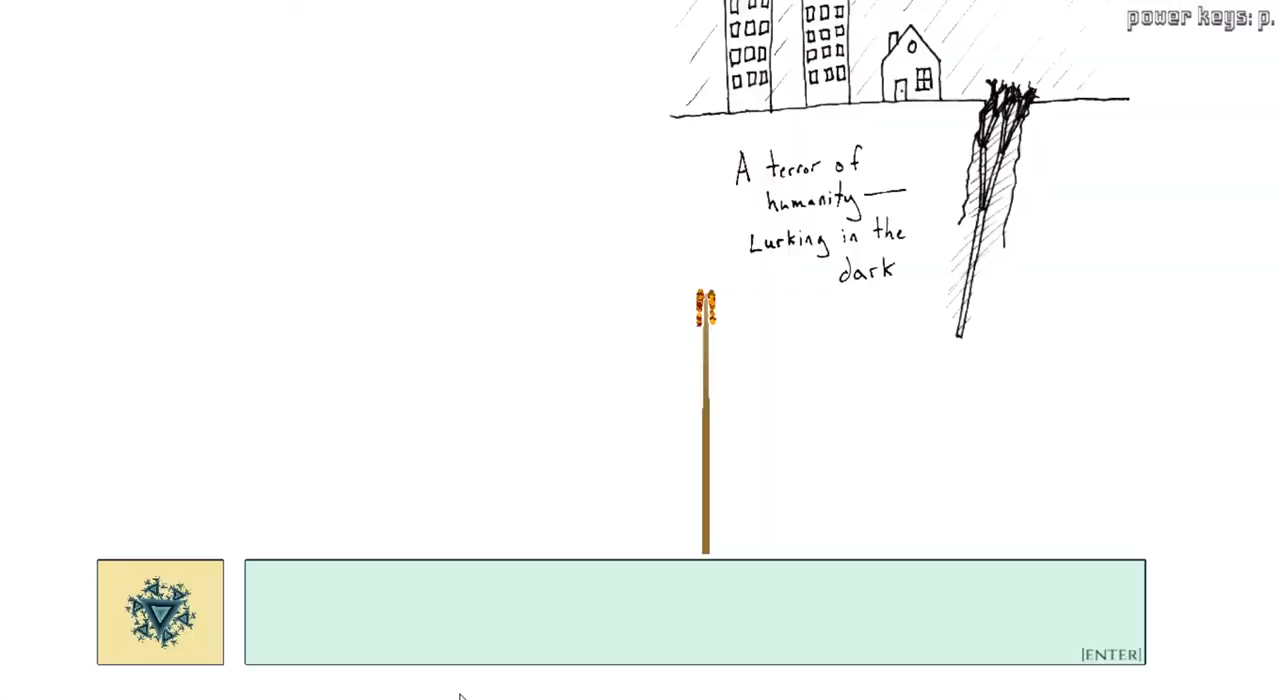 power keys: p.
A terror of
humanity—
Lurking in the
dark
|ENTER|